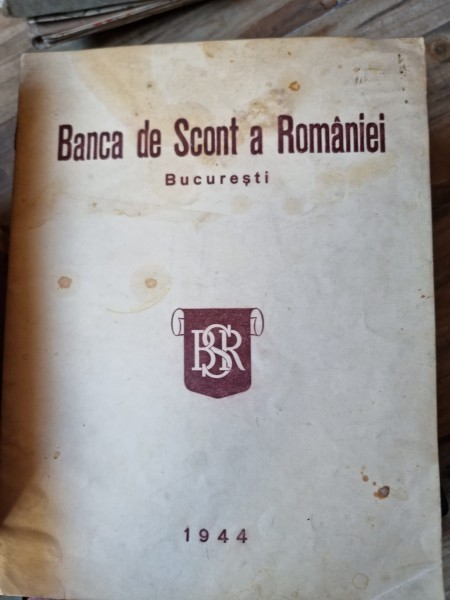 Banca de Scont a României
București
BSR
1944